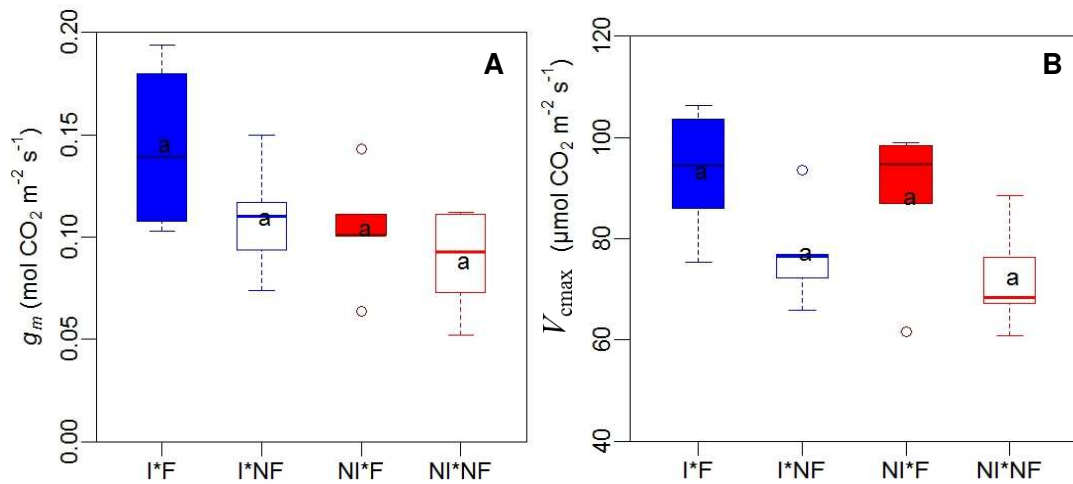 A
g_m (mol CO₂ m⁻² s⁻¹)
0.20
0.15
0.10
0.05
0.00
a
a
a
a
I*F
I*NF
NI*F
NI*NF
B
V_cmax (µmol CO₂ m⁻² s⁻¹)
120
100
80
60
40
a
a
a
a
I*F
I*NF
NI*F
NI*NF